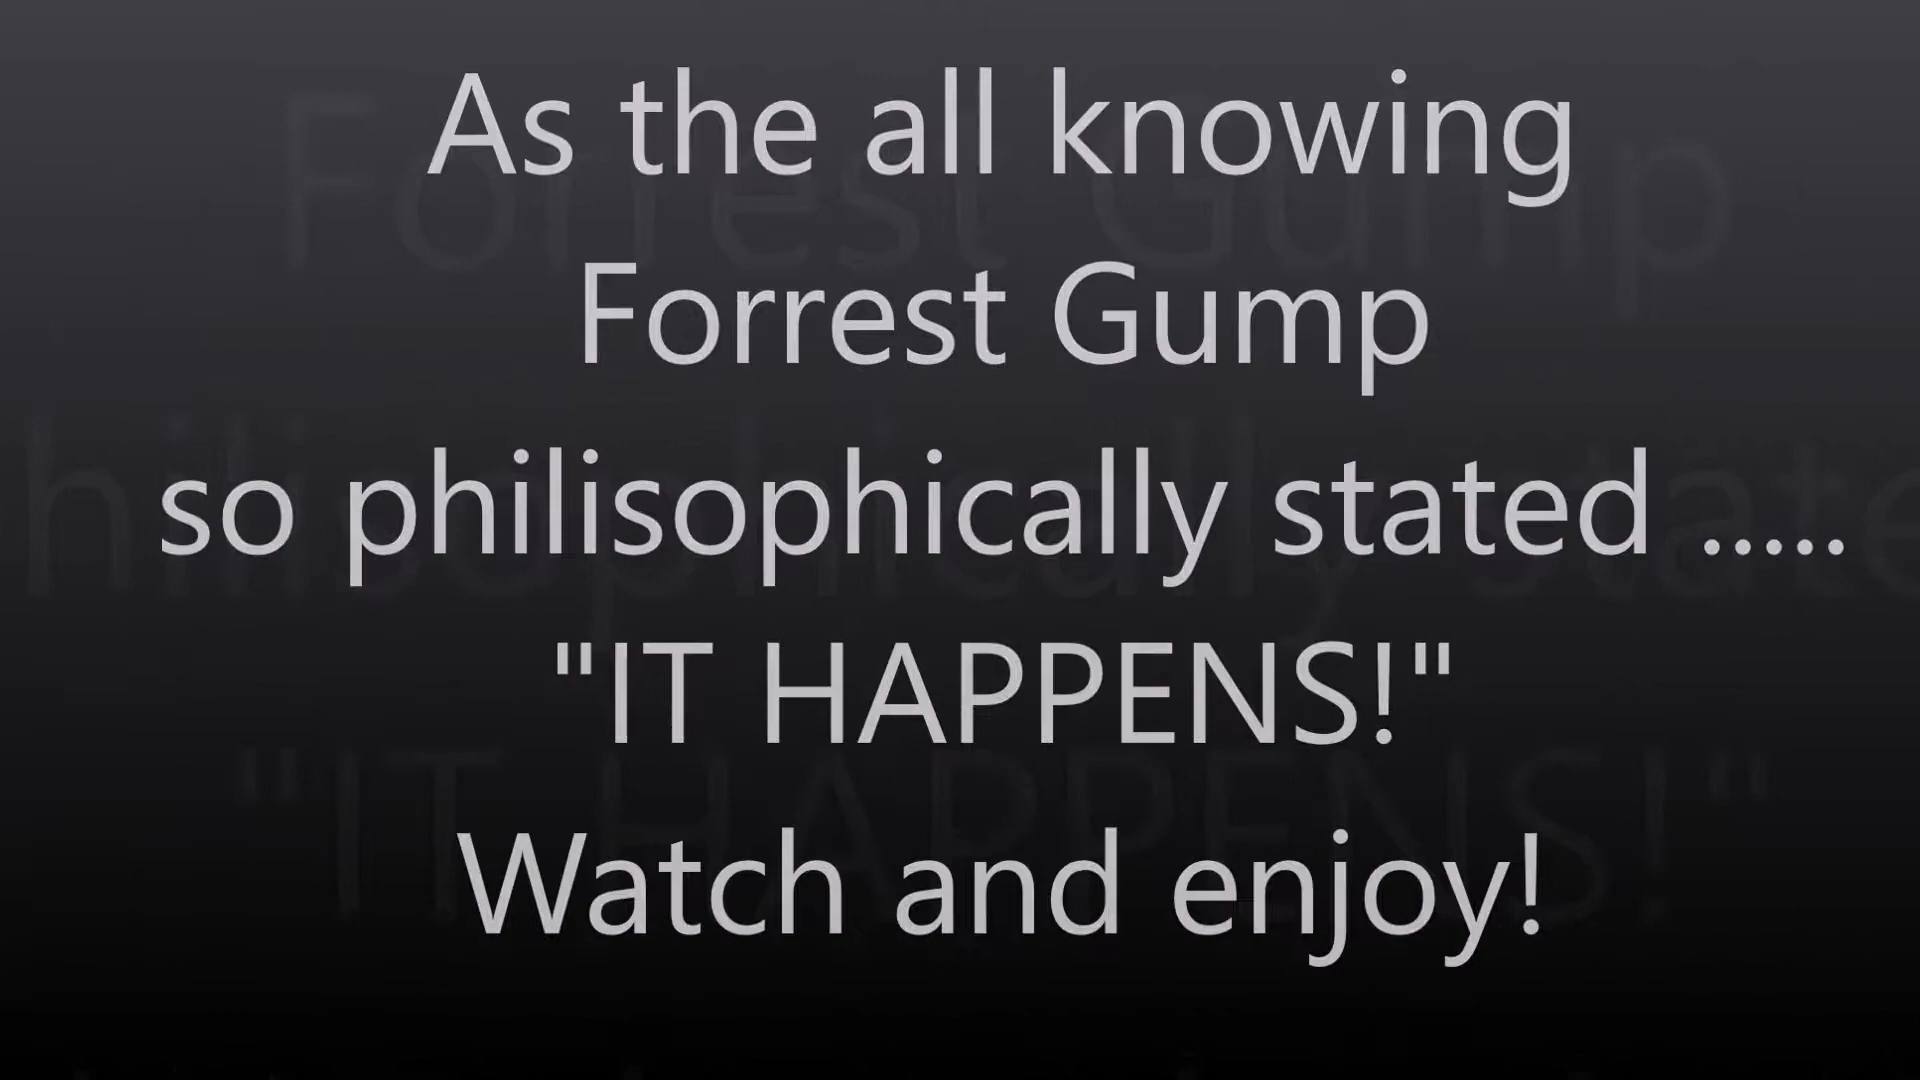 As the all knowing
Forrest Gump
so philisophically stated .....
"IT HAPPENS!"
Watch and enjoy!